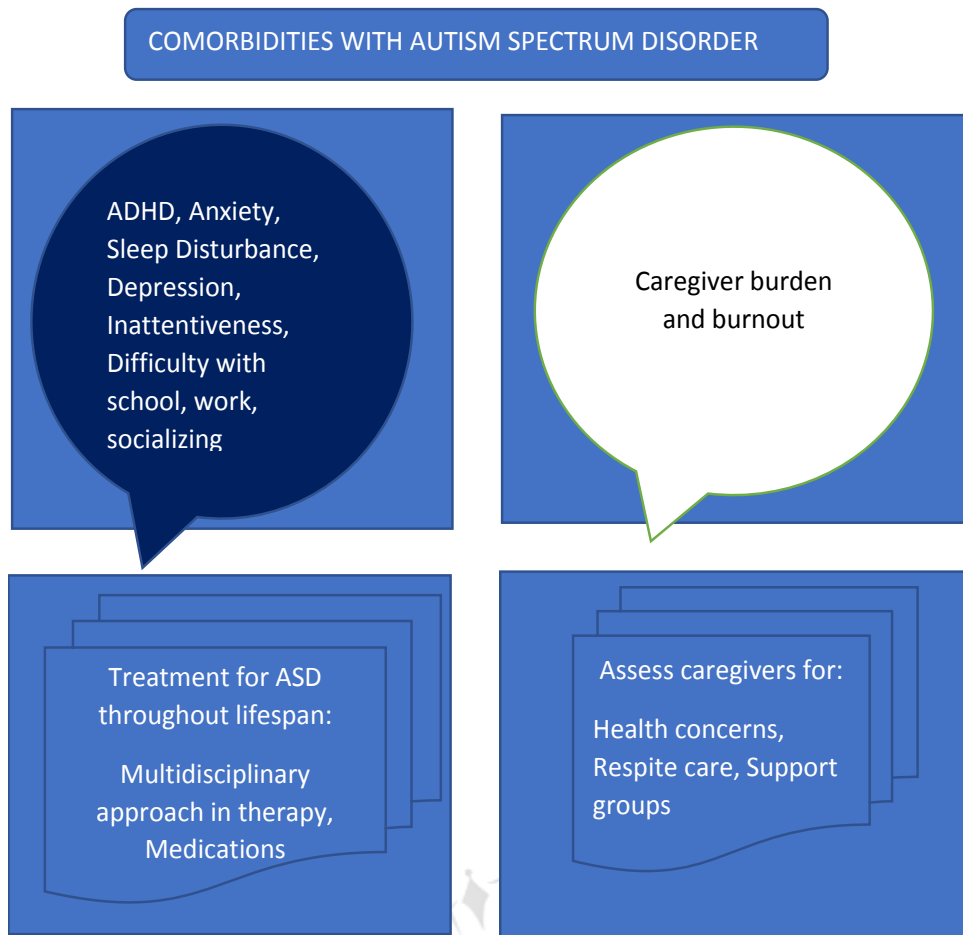 COMORBIDITIES WITH AUTISM SPECTRUM DISORDER
ADHD, Anxiety,
Sleep Disturbance,
Depression,
Inattentiveness,
Difficulty with
school, work,
socializing
Caregiver burden
and burnout
Treatment for ASD
throughout lifespan:
Multidisciplinary
approach in therapy,
Medications
Assess caregivers for:
Health concerns,
Respite care, Support
groups